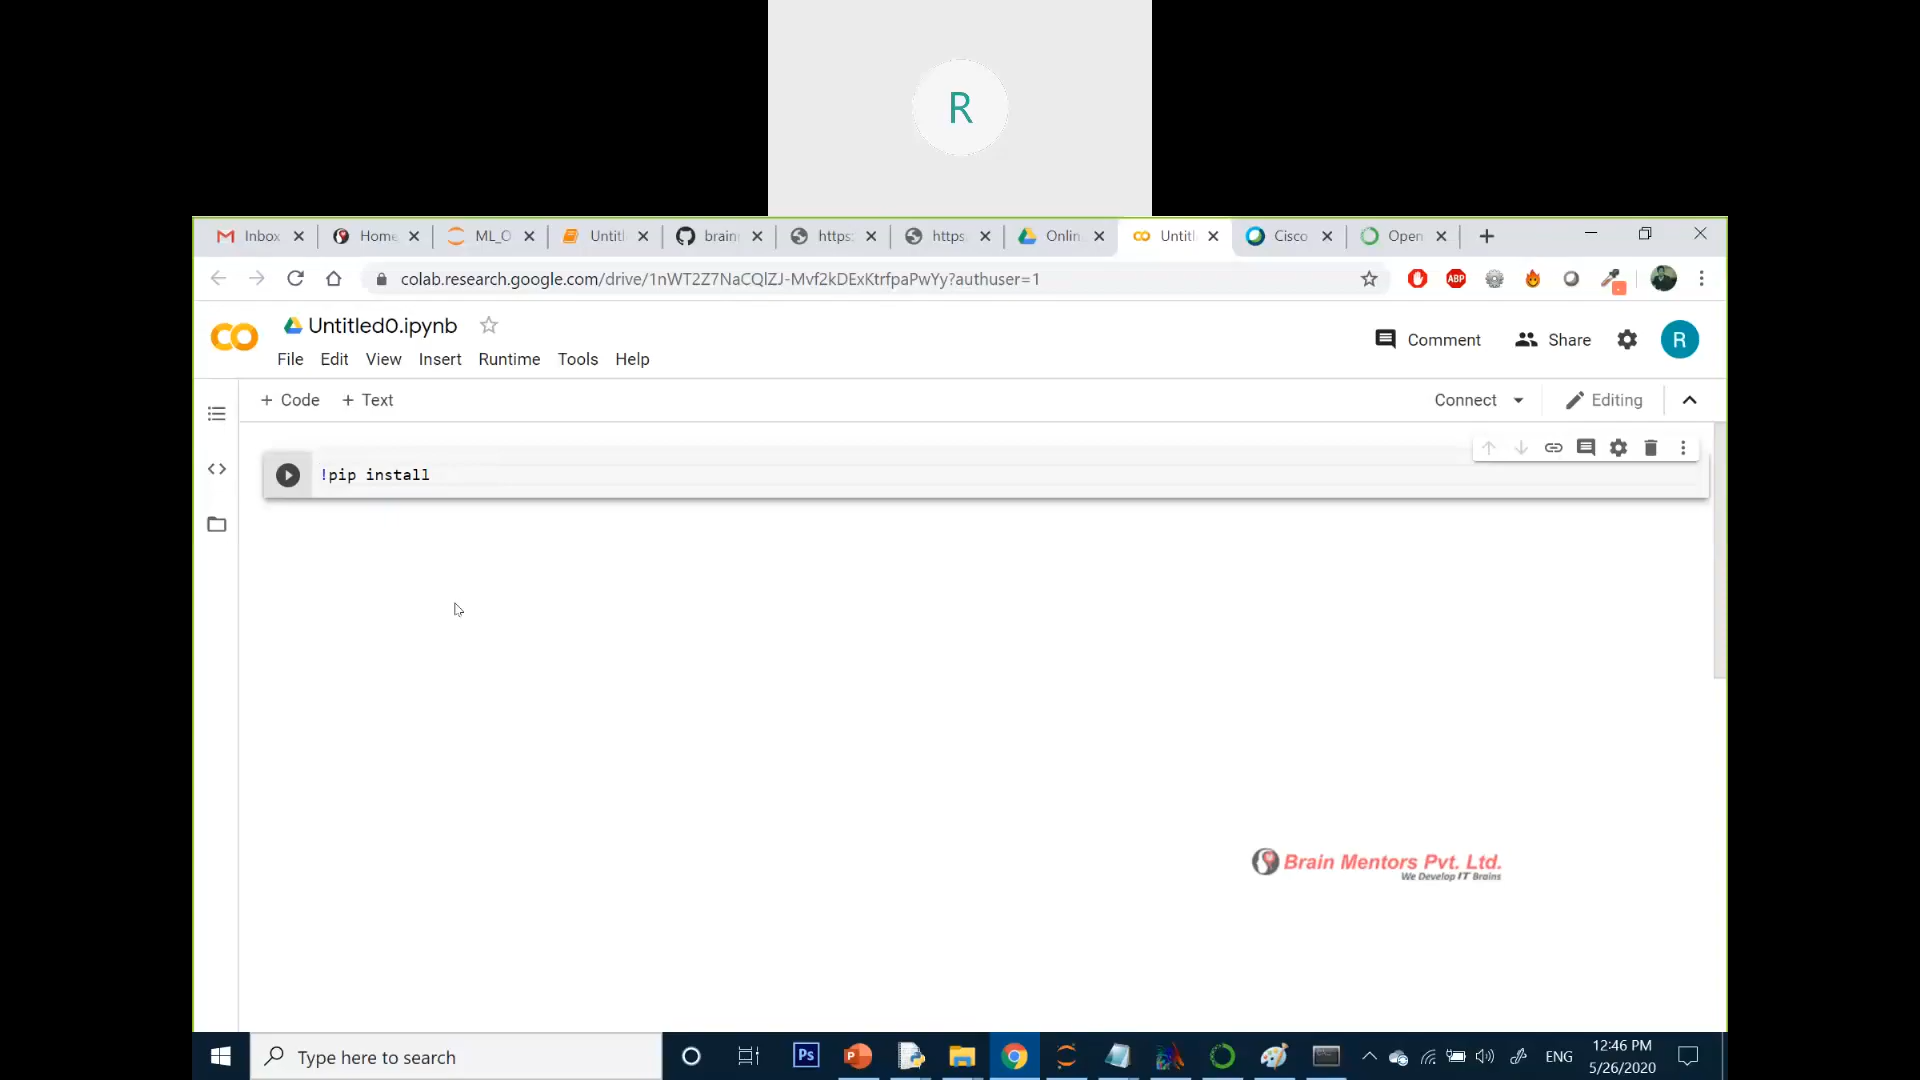 R
Inbox
Home
ML_O
Untitl
brain
https:
https:
Onlin
Untitl
Cisco
Open
colab.research.google.com/drive/1nWT2Z7NaCQlZJ-Mvf2kDExKtrfpaPwYy?authuser=1
ABP
CO
Untitled0.ipynb
Comment
Share
R
File Edit View Insert Runtime Tools Help
+ Code + Text
Connect
Editing
!pip install
Brain Mentors Pvt. Ltd.
We Develop IT Brains
Type here to search
Ps
P
ENG
12:46 PM
5/26/2020